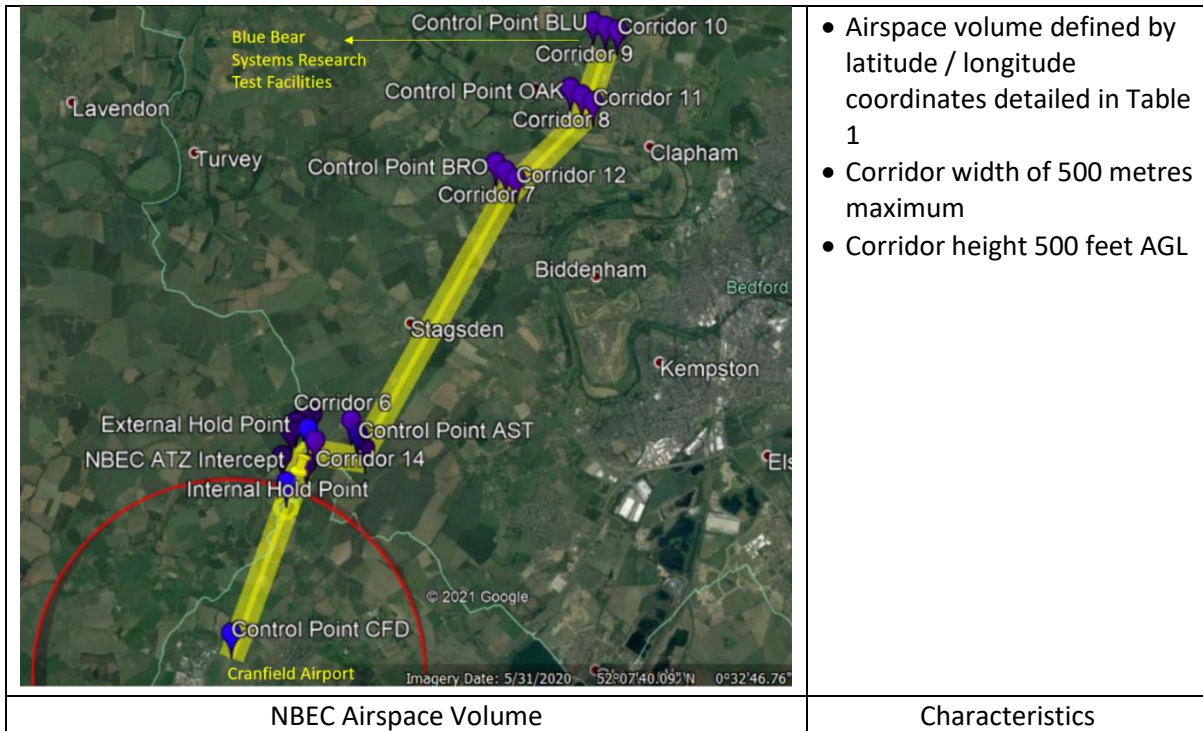 Control Point BLU
Corridor 10
Blue Bear
Systems Research
Test Facilities
Corridor 9
Control Point OAK
Corridor 11
Corridor 8
Lavendon
Turvey
Clapham
Control Point BRO
Corridor 12
Corridor 7
Biddenham
Bedford
Stagsden
Kempston
Corridor 6
External Hold Point
Control Point AST
NBEC ATZ Intercept
Corridor 14
Internal Hold Point
© 2021 Google
Control Point CFD
Cranfield Airport
Imagery Date: 5/31/2020 52°07'40.09" N 0°32'46.76"
• Airspace volume defined by
latitude / longitude
coordinates detailed in Table
1
• Corridor width of 500 metres
maximum
• Corridor height 500 feet AGL
NBEC Airspace Volume
Characteristics